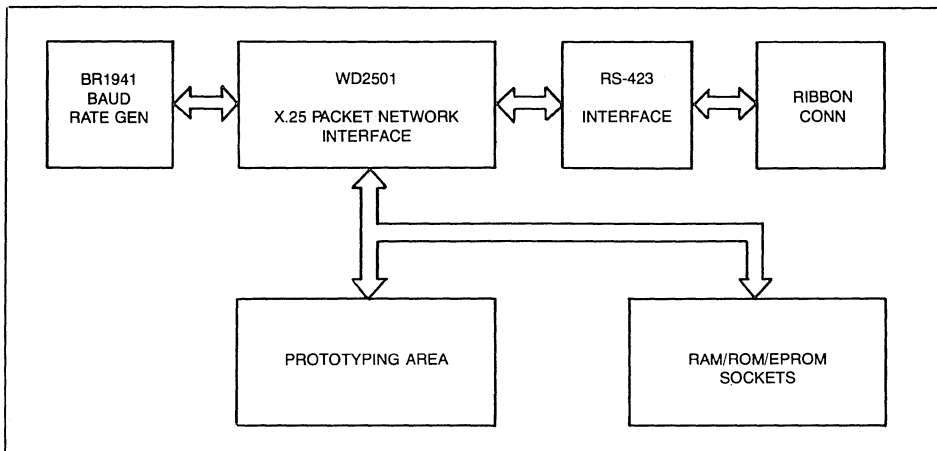 BR1941
BAUD
RATE GEN
WD2501
X.25 PACKET NETWORK
INTERFACE
RS-423
INTERFACE
RIBBON
CONN
PROTOTYPING AREA
RAM/ROM/EPROM
SOCKETS